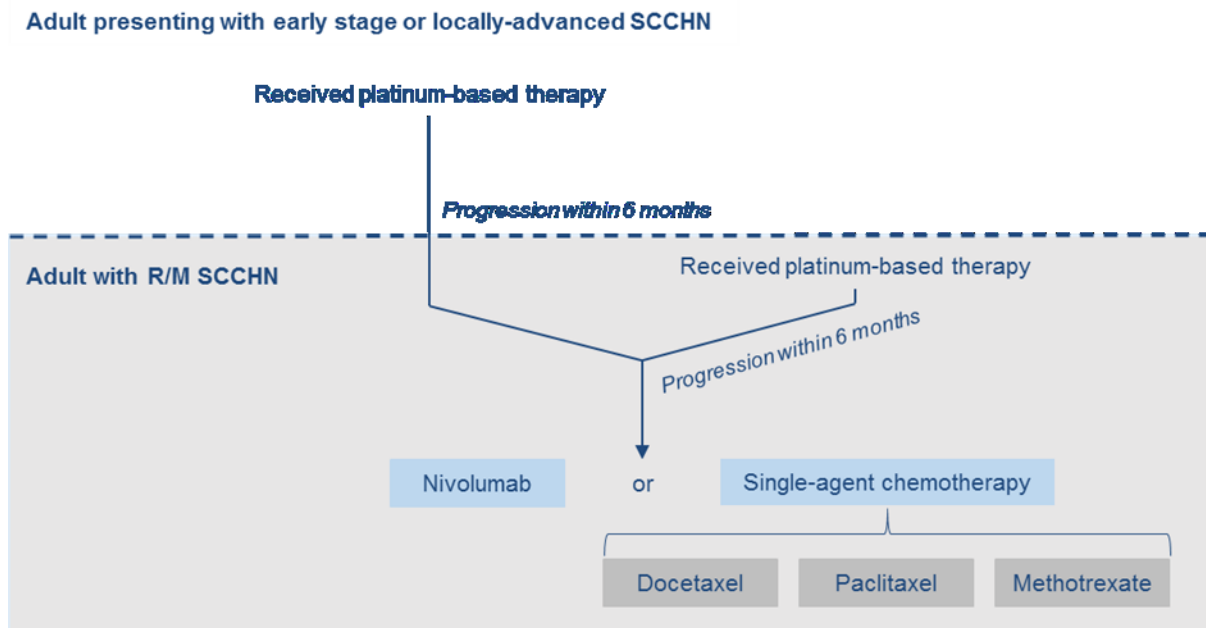 Adult presenting with early stage or locally-advanced SCCHN
Received platinum-based therapy
Progression within 6 months
Adult with R/M SCCHN
Received platinum-based therapy
Progression within 6 months
Nivolumab
or
Single-agent chemotherapy
Docetaxel
Paclitaxel
Methotrexate